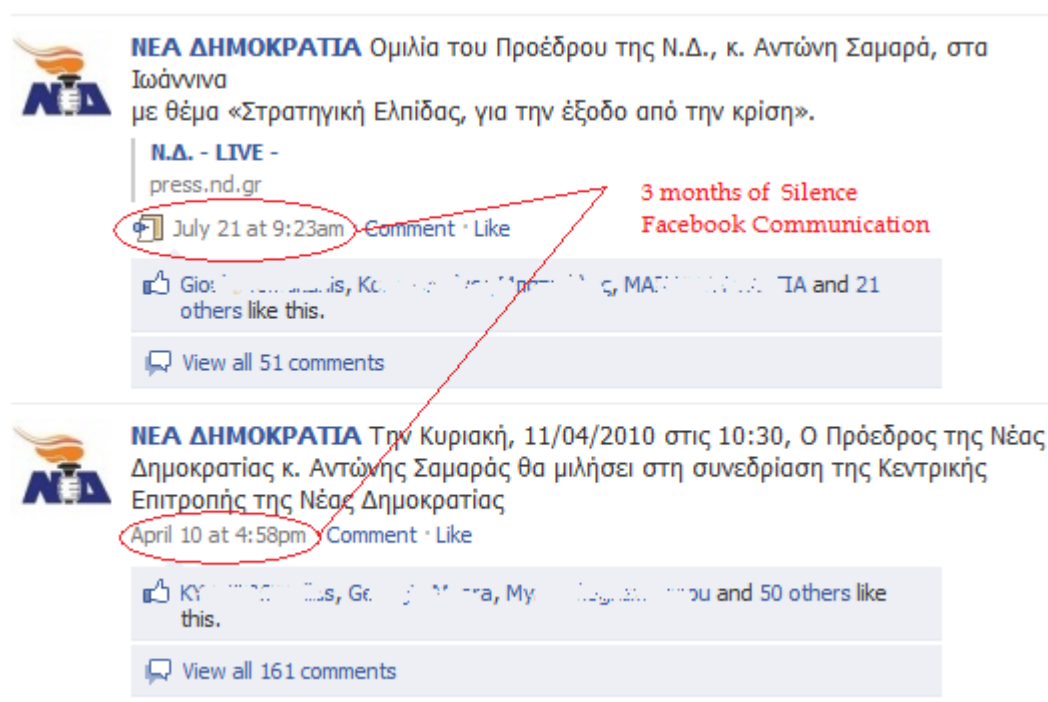 ΝΕΑ ΔΗΜΟΚΡΑΤΙΑ Ομιλία του Προέδρου της Ν.Δ., κ. Αντώνη Σαμαρά, στα
Ιωάννινα
με θέμα «Στρατηγική Ελπίδας, για την έξοδο από την κρίση».
Ν.Δ. - LIVE -
press.nd.gr
3 months of Silence
Facebook Communication
July 21 at 9:23am Comment · Like
and 21
others like this.
View all 51 comments
ΝΕΑ ΔΗΜΟΚΡΑΤΙΑ Την Κυριακή, 11/04/2010 στις 10:30, Ο Πρόεδρος της Νέας
Δημοκρατίας κ. Αντώνης Σαμαράς θα μιλήσει στη συνεδρίαση της Κεντρικής
Επιτροπής της Νέας Δημοκρατίας
April 10 at 4:58pm Comment · Like
and 50 others like
this.
View all 161 comments